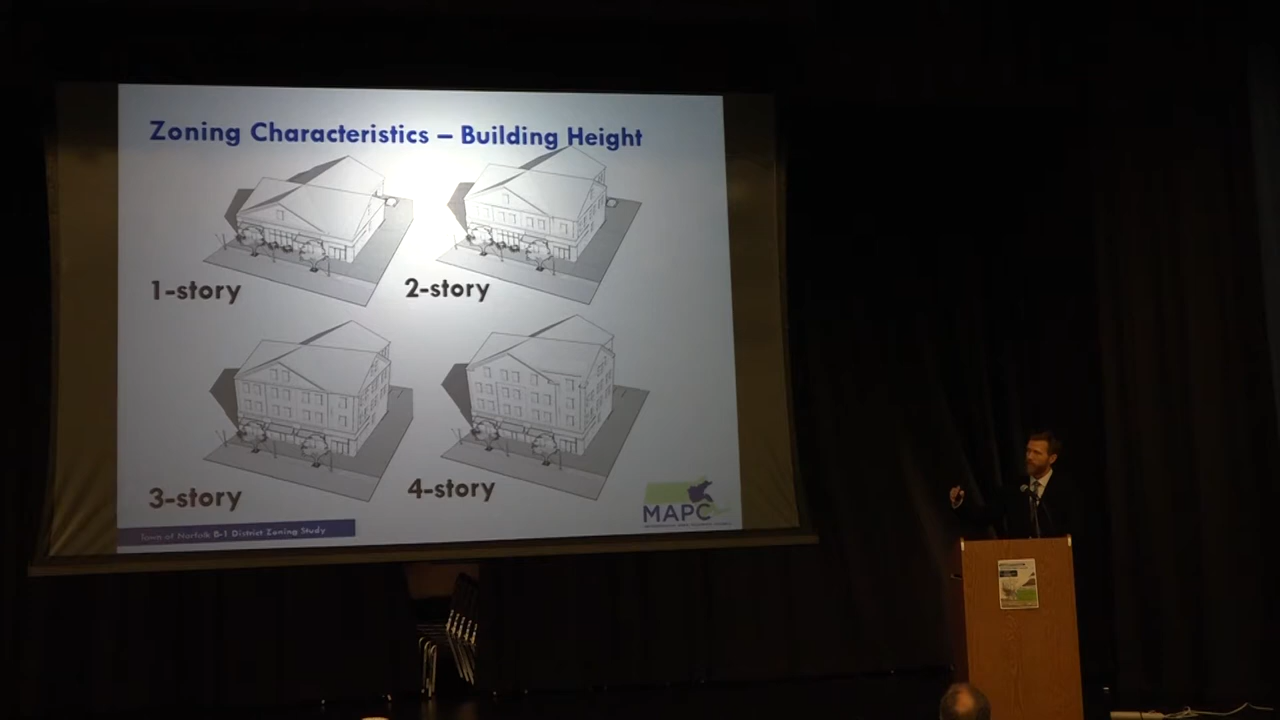 Zoning Characteristics – Building Height
1-story
2-story
3-story
4-story
MAPC
Town of Norfolk B-1 District Zoning Study